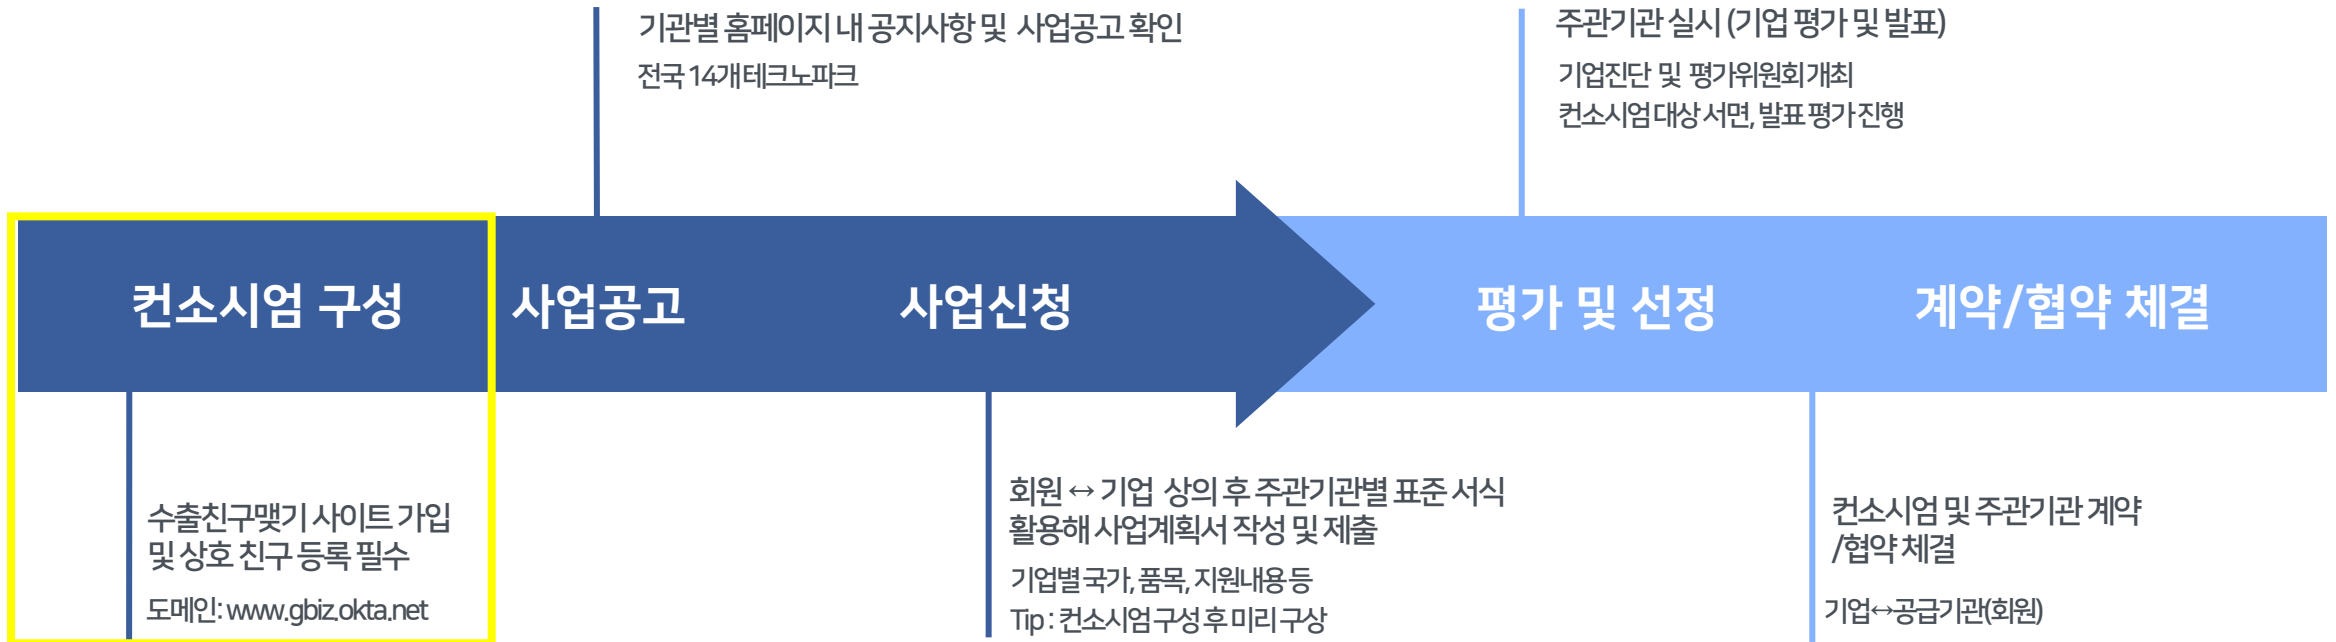 기관별 홈페이지 내 공지사항 및 사업공고 확인
전국 14개 테크노파크
주관기관 실시 (기업 평가 및 발표)
기업진단 및 평가위원회 개최
컨소시엄 대상 서면, 발표 평가 진행
컨소시엄 구성
사업공고
사업신청
평가 및 선정
계약/협약 체결
수출친구맺기 사이트 가입
및 상호 친구 등록 필수
도메인: www.gbiz.okta.net
회원 ↔ 기업 상의 후 주관기관별 표준 서식
활용해 사업계획서 작성 및 제출
기업별 국가, 품목, 지원내용 등
Tip : 컨소시엄 구성 후 미리 구상
컨소시엄 및 주관기관 계약
/협약 체결
기업↔공급기관(회원)